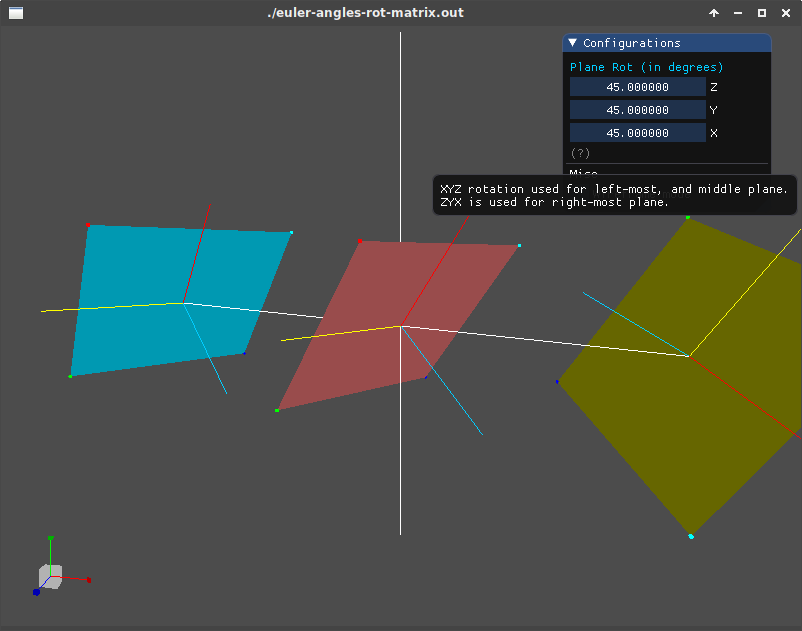 ./euler-angles-rot-matrix.out
Configurations
Plane Rot (in degrees)
45.000000 Z
45.000000 Y
45.000000 X
(?)
Misc
XYZ rotation used for left-most, and middle plane.
ZYX is used for right-most plane.